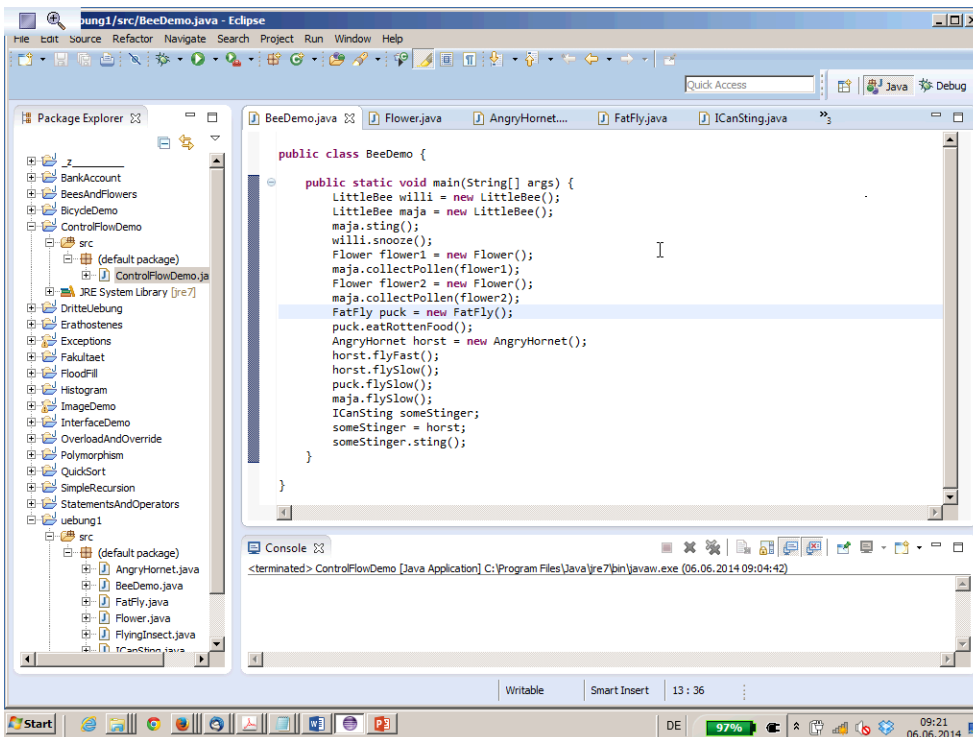 ebung1/src/BeeDemo.java - Eclipse
File Edit Source Refactor Navigate Search Project Run Window Help
Quick Access
Java
Debug
Package Explorer
_z_________
BankAccount
BeesAndFlowers
BicycleDemo
ControlFlowDemo
src
(default package)
ControlFlowDemo.ja
JRE System Library [jre7]
DritteUebung
Erathostenes
Exceptions
Fakultaet
FloodFill
Histogram
ImageDemo
InterfaceDemo
OverloadAndOverride
Polymorphism
QuickSort
SimpleRecursion
StatementsAndOperators
uebung1
src
(default package)
AngryHornet.java
BeeDemo.java
FatFly.java
Flower.java
FlyingInsect.java
ICanSting.java
BeeDemo.java
Flower.java
AngryHornet....
FatFly.java
ICanSting.java
»3
public class BeeDemo {
public static void main(String[] args) {
LittleBee willi = new LittleBee();
LittleBee maja = new LittleBee();
maja.sting();
willi.snooze();
Flower flower1 = new Flower();
maja.collectPollen(flower1);
Flower flower2 = new Flower();
maja.collectPollen(flower2);
FatFly puck = new FatFly();
puck.eatRottenFood();
AngryHornet horst = new AngryHornet();
horst.flyFast();
horst.flySlow();
puck.flySlow();
maja.flySlow();
ICanSting someStinger;
someStinger = horst;
someStinger.sting();
}
}
Console
<terminated> ControlFlowDemo [Java Application] C:\Program Files\Java\jre7\bin\javaw.exe (06.06.2014 09:04:42)
Writable
Smart Insert
13 : 36
Start
DE
97%
09:21
06.06.2014